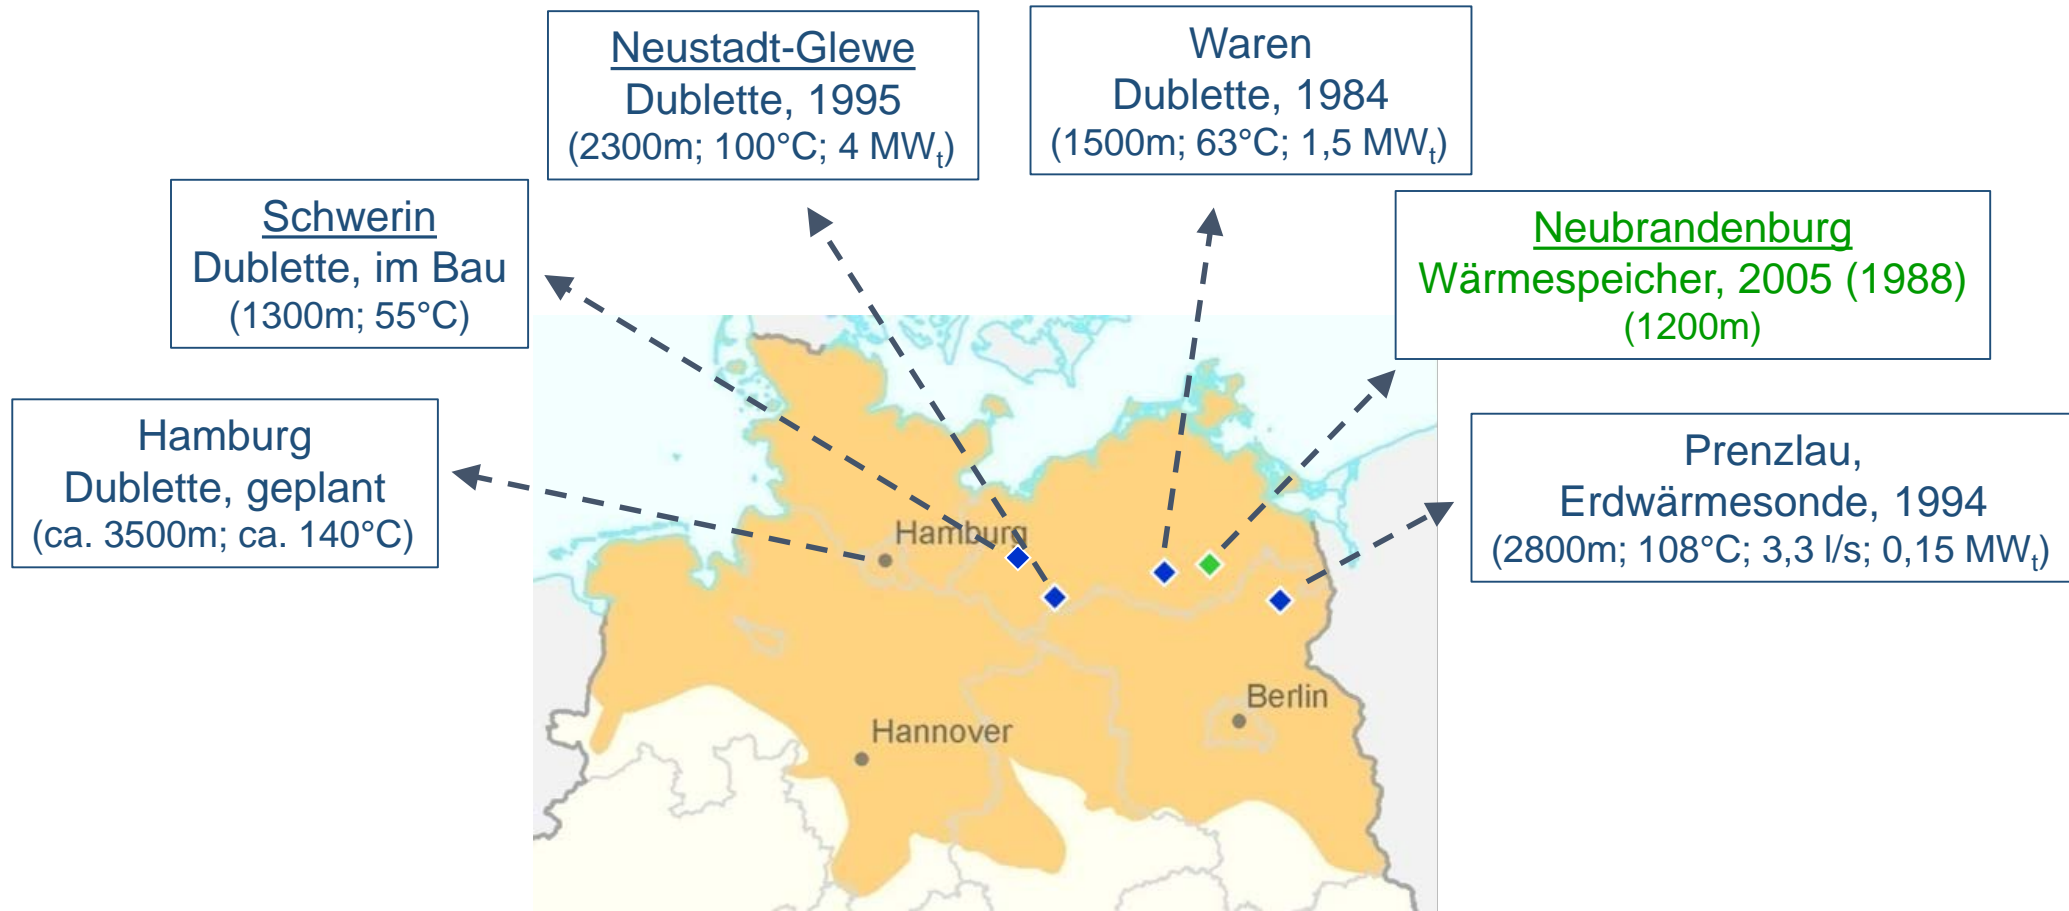 Neustadt-Glewe
Dublette, 1995
(2300m; 100°C; 4 MWt)
Waren
Dublette, 1984
(1500m; 63°C; 1,5 MWt)
Schwerin
Dublette, im Bau
(1300m; 55°C)
Neubrandenburg
Wärmespeicher, 2005 (1988)
(1200m)
Hamburg
Dublette, geplant
(ca. 3500m; ca. 140°C)
Prenzlau,
Erdwärmesonde, 1994
(2800m; 108°C; 3,3 l/s; 0,15 MWt)
Hamburg
Berlin
Hannover